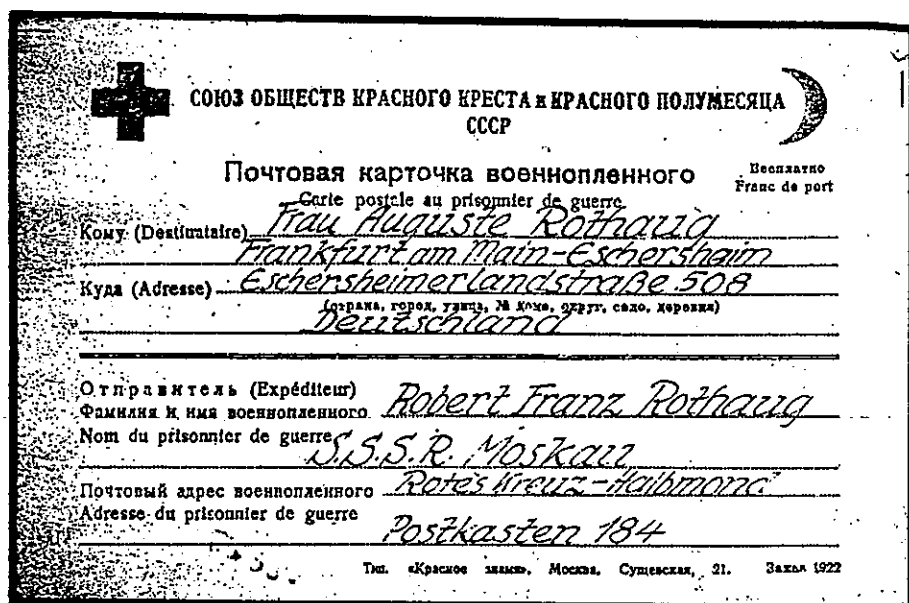 СОЮЗ ОБЩЕСТВ КРАСНОГО КРЕСТА и КРАСНОГО ПОЛУМЕСЯЦА
СССР
Почтовая карточка военнопленного
Бесплатно
Carte postale au prisonnier de guerre
Franc de port
Кому (Destinataire) Frau Auguste Rothaug
Frankfurt am Main-Eschersheim
Куда (Adresse) Eschersheimerlandstraße 508
(страна, город, улица, № дома, округ, село, деревня)
Deutschland
Отправитель (Expéditeur)
Фамилия и имя военнопленного Robert Franz Rothaug
Nom du prisonnier de guerre
S.S.S.R. Moskau
Почтовый адрес военнопленного Rotes Kreuz-Halbmond
Adresse du prisonnier de guerre
Postkasten 184
Тип. «Красное знамя», Москва, Сущевская, 21. Заказ 1922